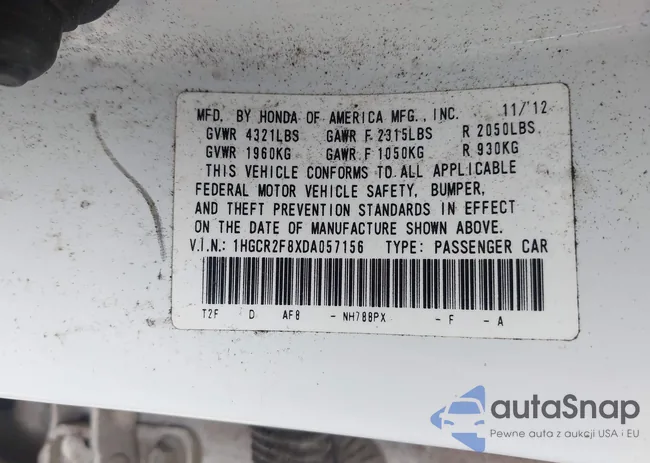 MFD. BY HONDA OF AMERICA MFG., INC. 11/'12
GVWR 4321LBS GAWR F 2315LBS R 2050LBS
GVWR 1960KG GAWR F 1050KG R 930KG
THIS VEHICLE CONFORMS TO ALL APPLICABLE
FEDERAL MOTOR VEHICLE SAFETY, BUMPER,
AND THEFT PREVENTION STANDARDS IN EFFECT
ON THE DATE OF MANUFACTURE SHOWN ABOVE.
V.I.N.: 1HGCR2F8XDA057156 TYPE: PASSENGER CAR
T2F D AF8 - NH788PX - F - A
autaSnap
Pewne auta z aukcji USA i EU